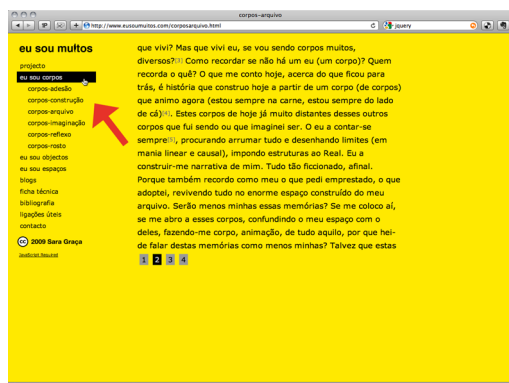 corpos-arquivo
http://www.eusoumuitos.com/corposarquivo.html
jquery
eu sou muitos
projecto
eu sou corpos
corpos-adesão
corpos-construção
corpos-arquivo
corpos-imaginação
corpos-reflexo
corpos-rosto
eu sou objectos
eu sou espaços
blogs
ficha técnica
bibliografia
ligações úteis
contacto
cc 2009 Sara Graça
JavaScript Required
que vivi? Mas que vivi eu, se vou sendo corpos muitos,
diversos?[3] Como recordar se não há um eu (um corpo)? Quem
recorda o quê? O que me conto hoje, acerca do que ficou para
trás, é história que construo hoje a partir de um corpo (de corpos)
que animo agora (estou sempre na carne, estou sempre do lado
de cá)[4]. Estes corpos de hoje já muito distantes desses outros
corpos que fui sendo ou que imaginei ser. O eu a contar-se
sempre[5], procurando arrumar tudo e desenhando limites (em
mania linear e causal), impondo estruturas ao Real. Eu a
construir-me narrativa de mim. Tudo tão ficcionado, afinal.
Porque também recordo como meu o que pedi emprestado, o que
adoptei, revivendo tudo no enorme espaço construído do meu
arquivo. Serão menos minhas essas memórias? Se me coloco aí,
se me abro a esses corpos, confundindo o meu espaço com o
deles, fazendo-me corpo, animação, de tudo aquilo, por que hei-
de falar destas memórias como menos minhas? Talvez que estas
1 2 3 4